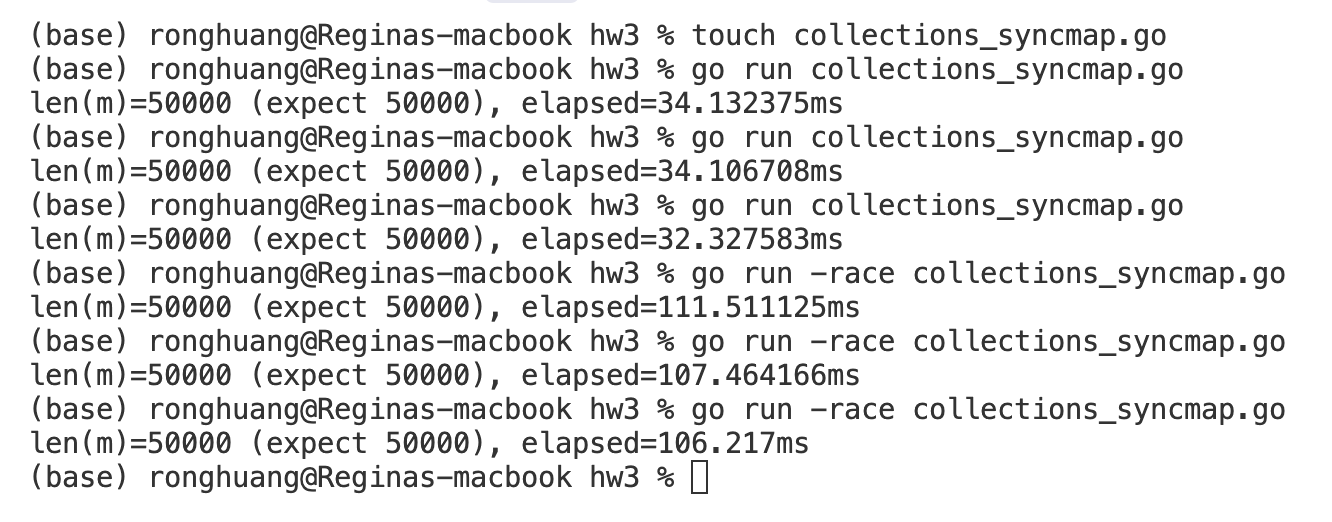 (base) ronghuang@Reginas-macbook hw3 % touch collections_syncmap.go
(base) ronghuang@Reginas-macbook hw3 % go run collections_syncmap.go
len(m)=50000 (expect 50000), elapsed=34.132375ms
(base) ronghuang@Reginas-macbook hw3 % go run collections_syncmap.go
len(m)=50000 (expect 50000), elapsed=34.106708ms
(base) ronghuang@Reginas-macbook hw3 % go run collections_syncmap.go
len(m)=50000 (expect 50000), elapsed=32.327583ms
(base) ronghuang@Reginas-macbook hw3 % go run -race collections_syncmap.go
len(m)=50000 (expect 50000), elapsed=111.511125ms
(base) ronghuang@Reginas-macbook hw3 % go run -race collections_syncmap.go
len(m)=50000 (expect 50000), elapsed=107.464166ms
(base) ronghuang@Reginas-macbook hw3 % go run -race collections_syncmap.go
len(m)=50000 (expect 50000), elapsed=106.217ms
(base) ronghuang@Reginas-macbook hw3 %